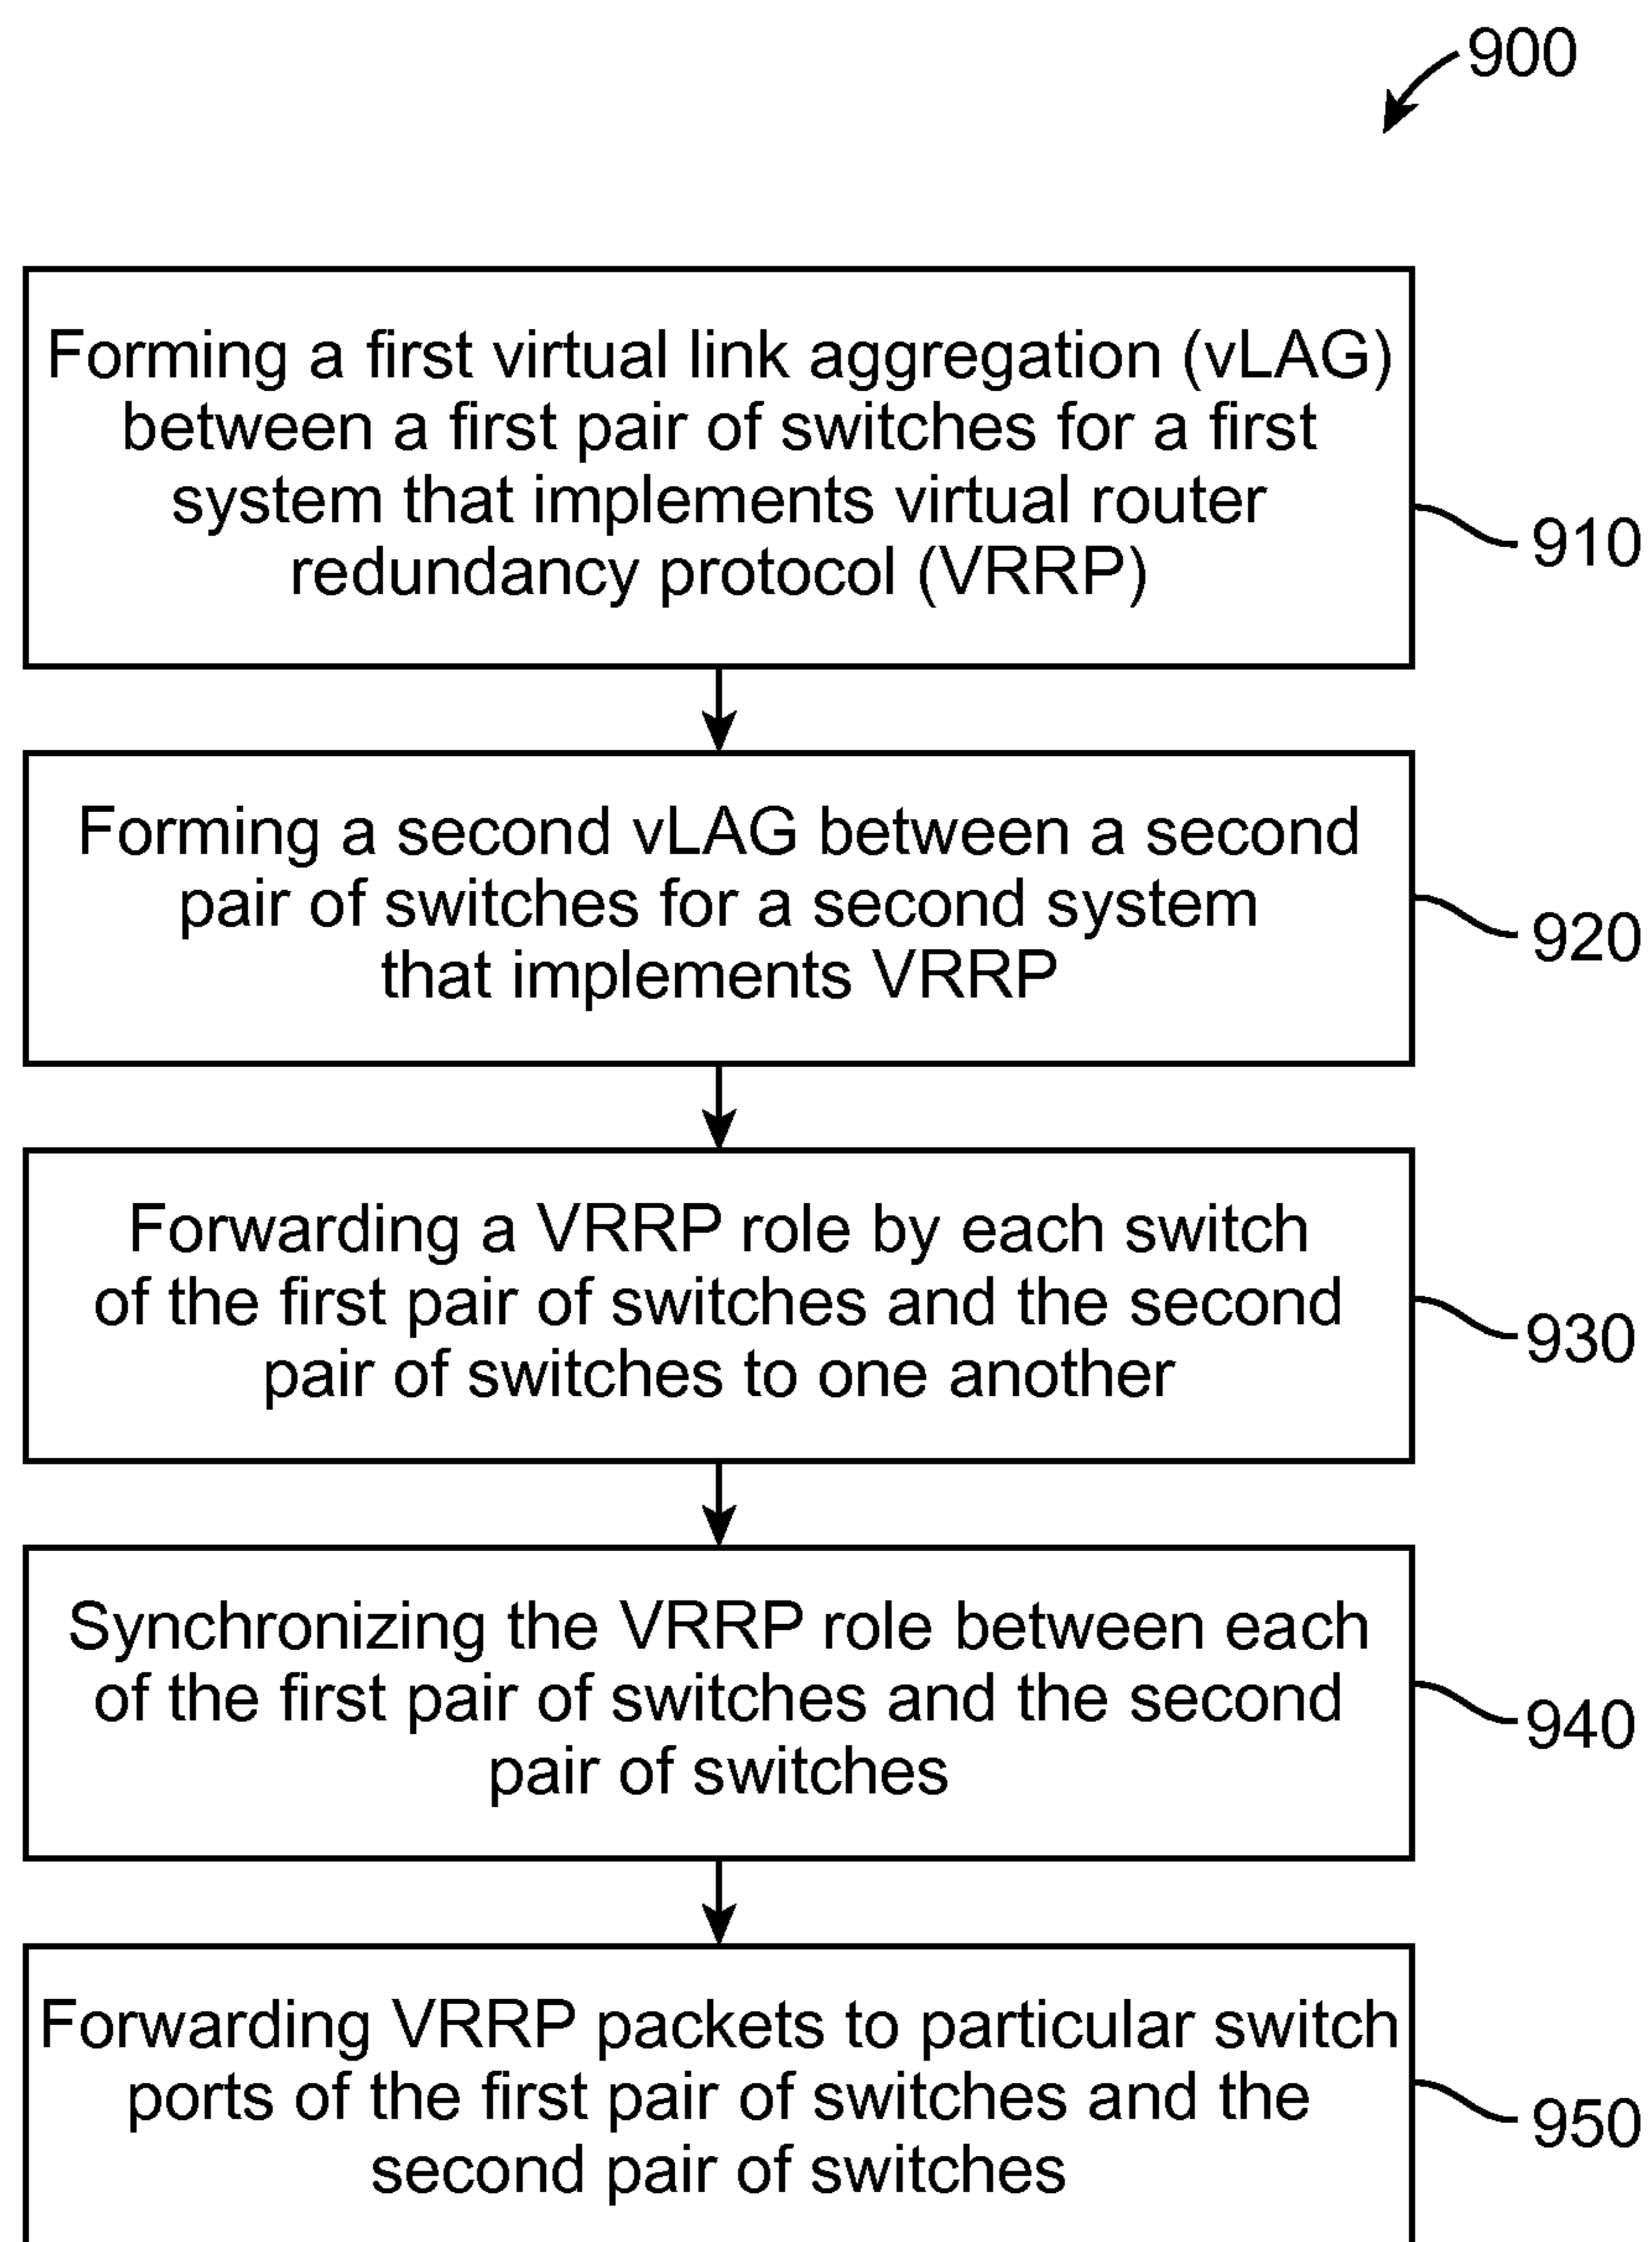 900
Forming a first virtual link aggregation (vLAG)
between a first pair of switches for a first
system that implements virtual router
redundancy protocol (VRRP)
910
Forming a second vLAG between a second
pair of switches for a second system
that implements VRRP
920
Forwarding a VRRP role by each switch
of the first pair of switches and the second
pair of switches to one another
930
Synchronizing the VRRP role between each
of the first pair of switches and the second
pair of switches
940
Forwarding VRRP packets to particular switch
ports of the first pair of switches and the
second pair of switches
950